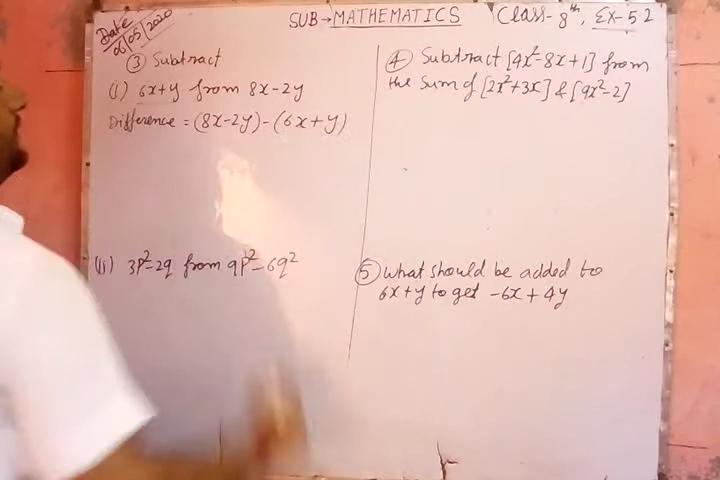 Date
06/05/2020
SUB→MATHEMATICS
Class-8th, Ex-5.2
③ Subtract
(i) 6x+y from 8x-2y
Difference = (8x-2y)-(6x+y)
(ii) 3p²-2q from 9p²-6q²
④ Subtract [4x²-8x+1] from
the sum of [2x²+3x] & [9x²-2]
⑤ What should be added to
6x+y to get -6x+4y